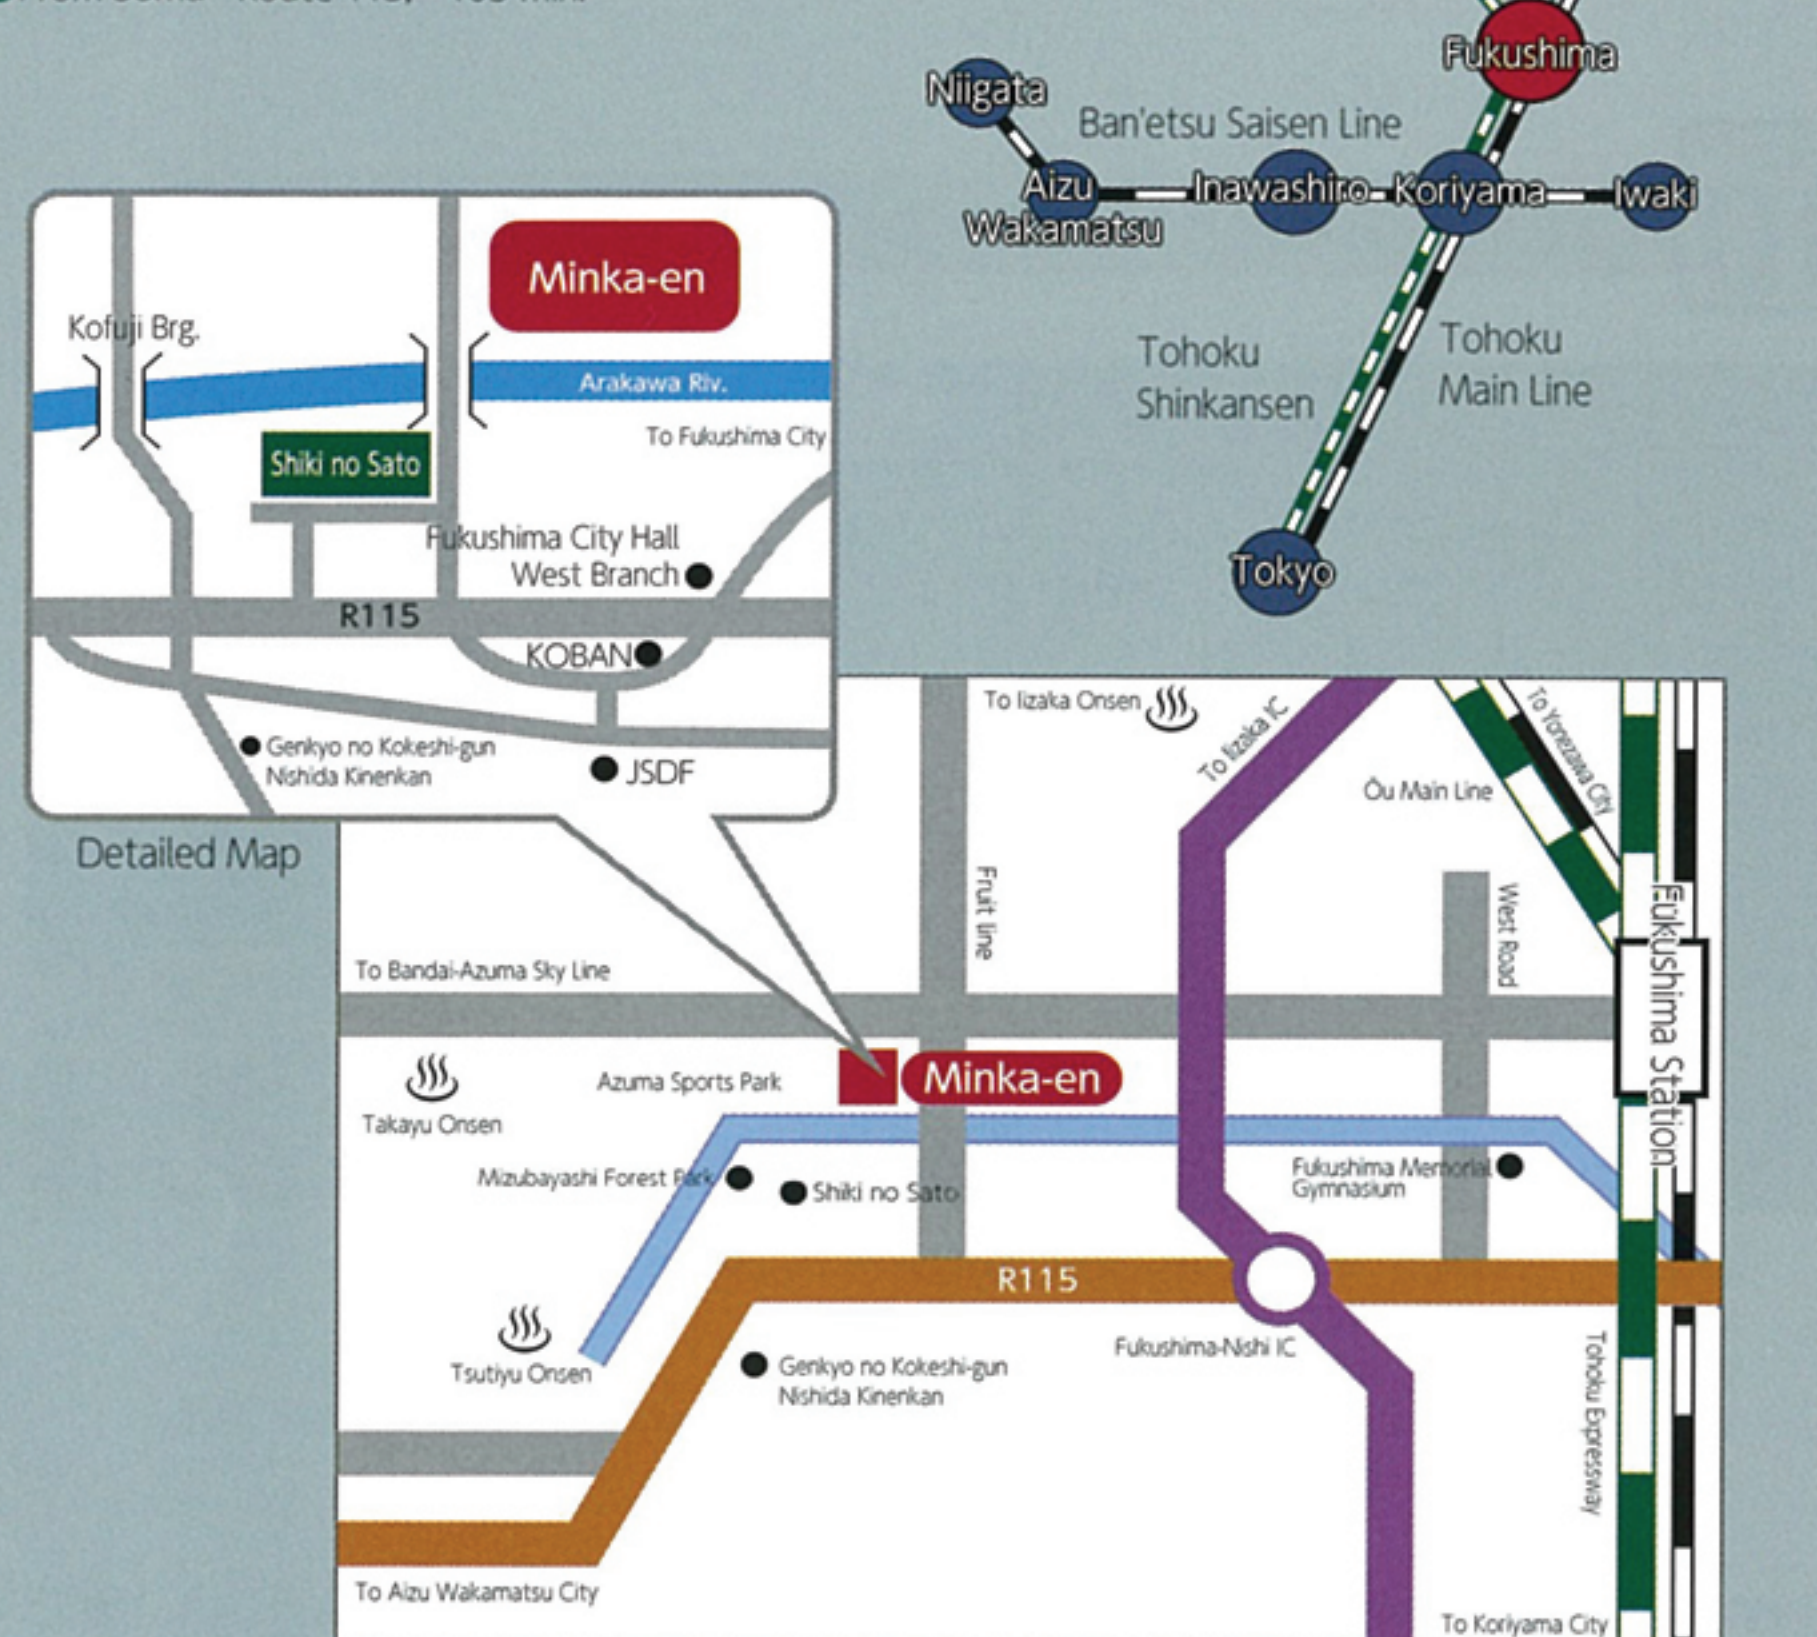 Fukushima
Niigata
Ban'etsu Saisen Line
Aizu
Wakamatsu
Inawashiro
Koriyama
Iwaki
Tohoku
Shinkansen
Tohoku
Main Line
Tokyo
Minka-en
Kofuji Brg.
Arakawa Riv.
To Fukushima City
Shiki no Sato
Fukushima City Hall
West Branch
R115
KOBAN
Genkyo no Kokeshi-gun
Nishida Kinenkan
JSDF
Detailed Map
To Iizaka Onsen
To Iizaka IC
To Yonezawa City
Ôu Main Line
Fruit line
West Road
Fukushima Station
To Bandai-Azuma Sky Line
Azuma Sports Park
Minka-en
Takayu Onsen
Mizubayashi Forest Park
Shiki no Sato
Fukushima Memorial
Gymnasium
R115
Tsutiyu Onsen
Fukushima-Nishi IC
Genkyo no Kokeshi-gun
Nishida Kinenkan
Tohoku Expressway
To Aizu Wakamatsu City
To Koriyama City